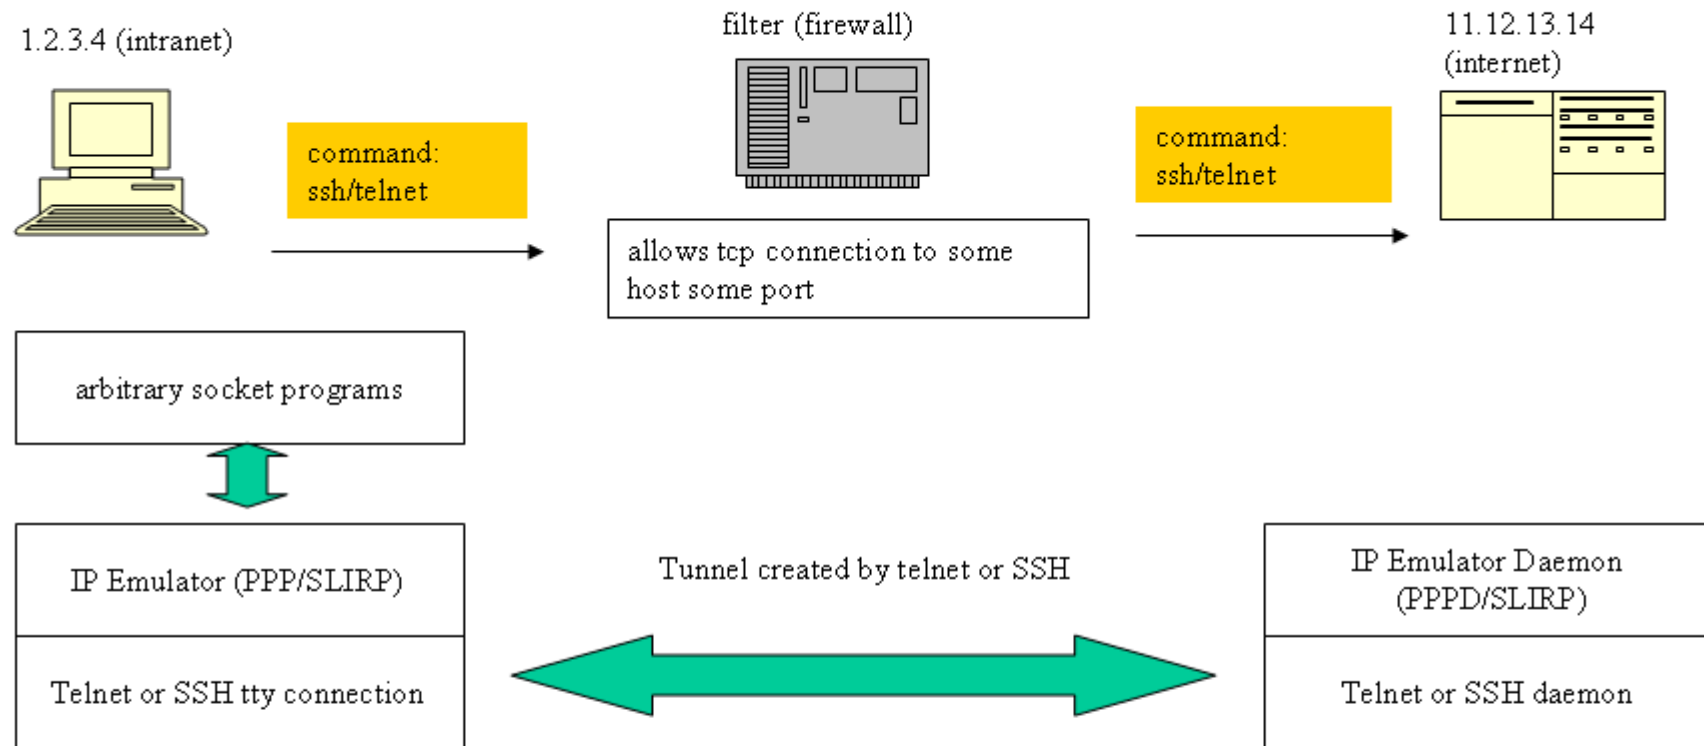 1.2.3.4 (intranet)
filter (firewall)
11.12.13.14
(internet)
command:
ssh/telnet
command:
ssh/telnet
allows tcp connection to some
host some port
arbitrary socket programs
IP Emulator (PPP/SLIRP)
Tunnel created by telnet or SSH
IP Emulator Daemon
(PPPD/SLIRP)
Telnet or SSH tty connection
Telnet or SSH daemon